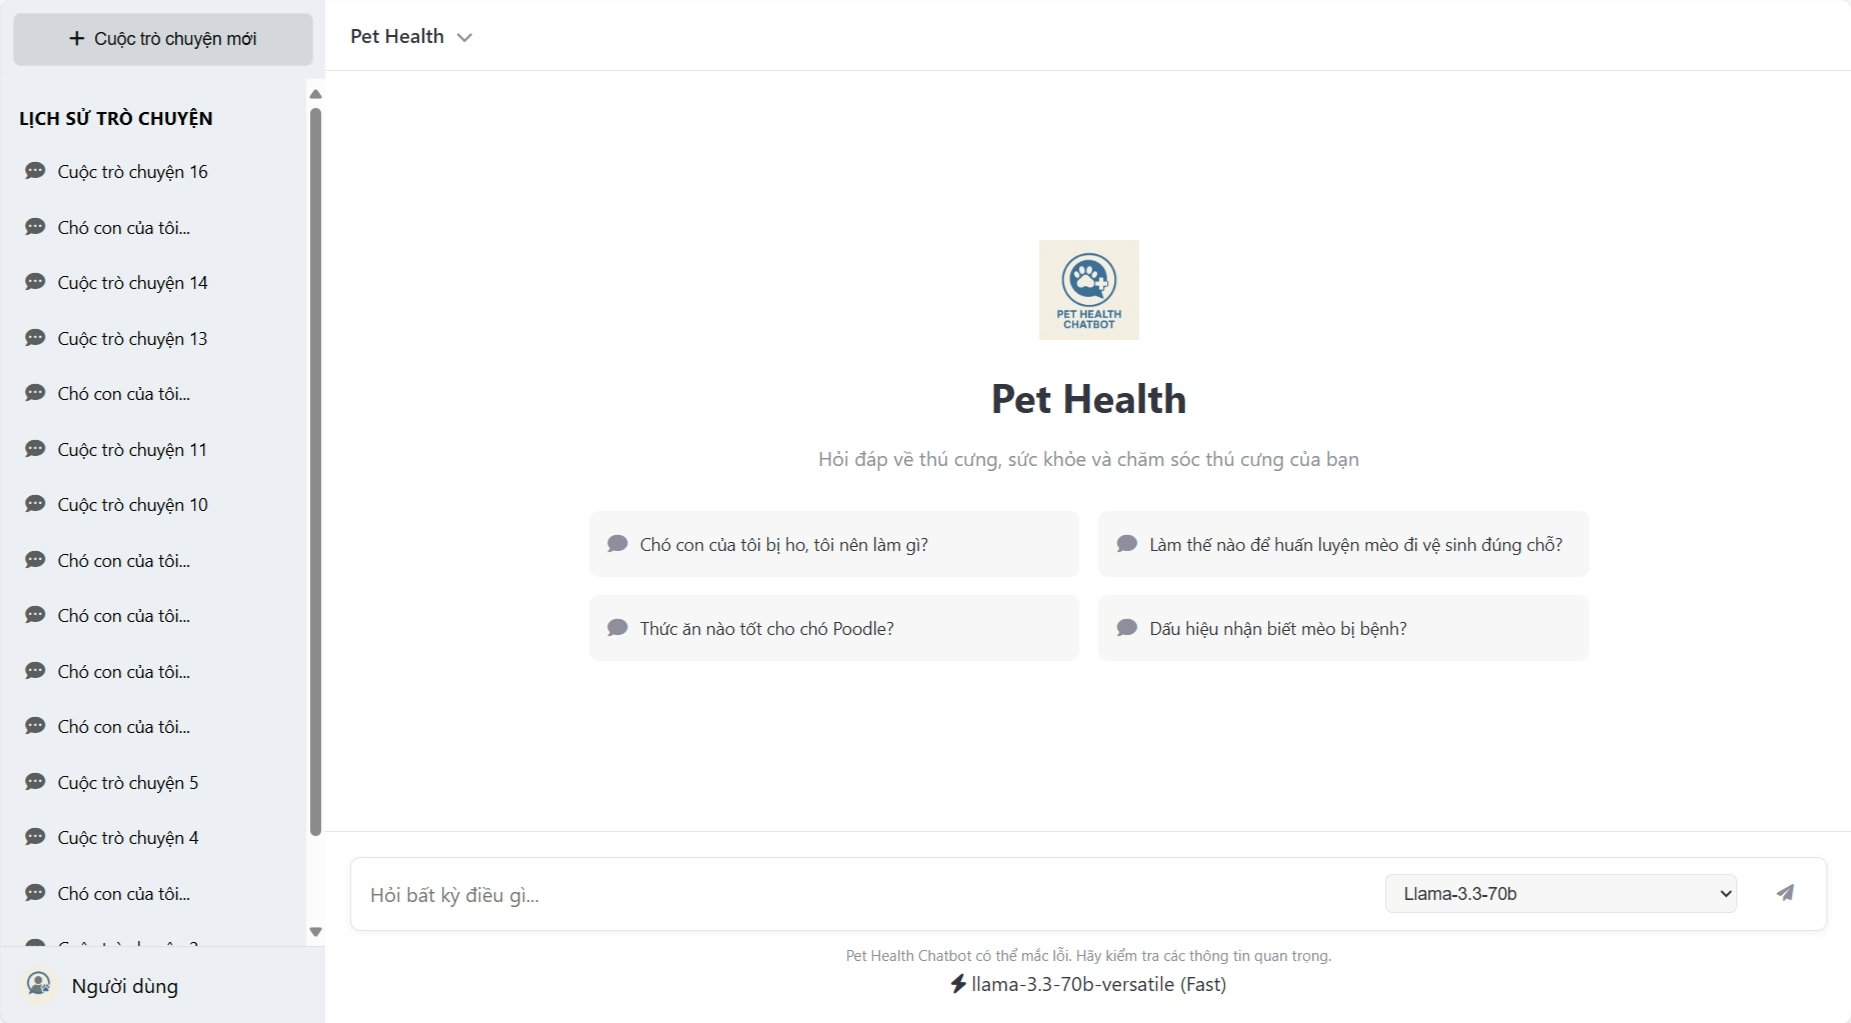 Cuộc trò chuyện mới
LỊCH SỬ TRÒ CHUYỆN
Cuộc trò chuyện 16
Chó con của tôi...
Cuộc trò chuyện 14
Cuộc trò chuyện 13
Chó con của tôi...
Cuộc trò chuyện 11
Cuộc trò chuyện 10
Chó con của tôi...
Chó con của tôi...
Chó con của tôi...
Chó con của tôi...
Cuộc trò chuyện 5
Cuộc trò chuyện 4
Chó con của tôi...
Người dùng
Pet Health
PET HEALTH
CHATBOT
Pet Health
Hỏi đáp về thú cưng, sức khỏe và chăm sóc thú cưng của bạn
Chó con của tôi bị ho, tôi nên làm gì?
Làm thế nào để huấn luyện mèo đi vệ sinh đúng chỗ?
Thức ăn nào tốt cho chó Poodle?
Dấu hiệu nhận biết mèo bị bệnh?
Hỏi bất kỳ điều gì...
Llama-3.3-70b
Pet Health Chatbot có thể mắc lỗi. Hãy kiểm tra các thông tin quan trọng.
llama-3.3-70b-versatile (Fast)